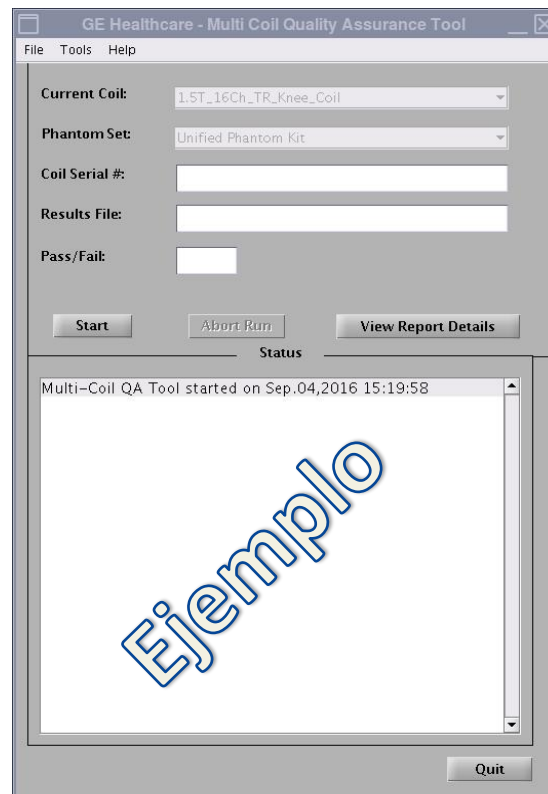 GE Healthcare - Multi Coil Quality Assurance Tool
File Tools Help
Current Coil: 1.5T_16Ch_TR_Knee_Coil
Phantom Set: Unified Phantom Kit
Coil Serial #:
Results File:
Pass/Fail:
Start Abort Run View Report Details
Status
Multi-Coil QA Tool started on Sep.04,2016 15:19:58
Ejemplo
Quit